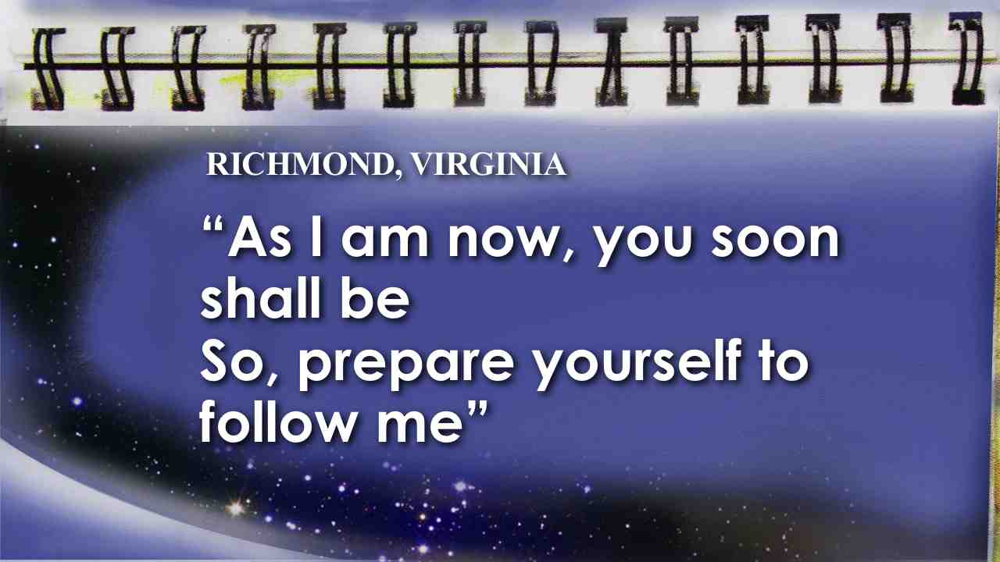 RICHMOND, VIRGINIA
“As I am now, you soon
shall be
So, prepare yourself to
follow me”